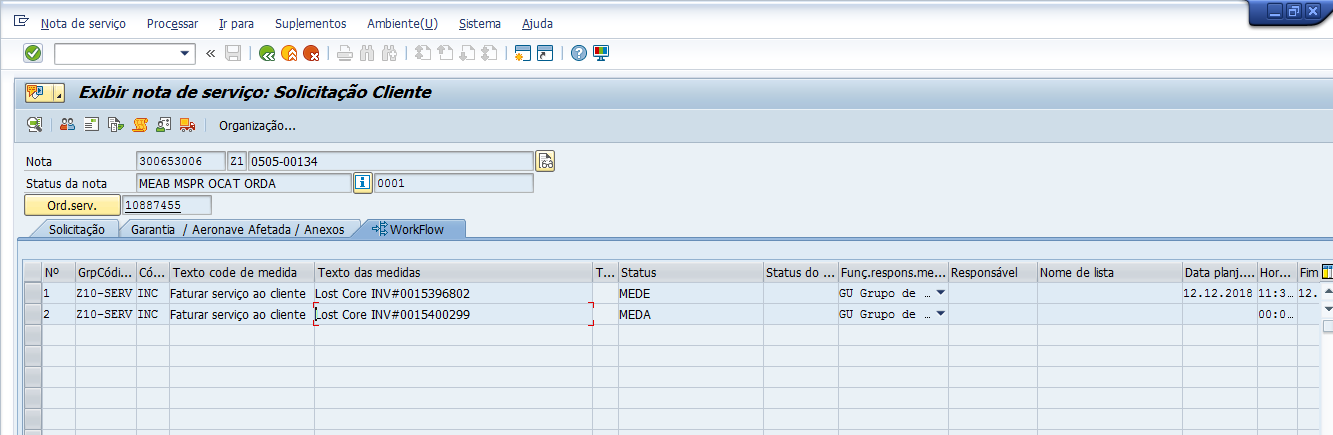 Nota de serviço Processar Ir para Suplementos Ambiente(U) Sistema Ajuda
Exibir nota de serviço: Solicitação Cliente
Organização...
Nota 300653006 Z1 0505-00134
Status da nota MEAB MSPR OCAT ORDA 0001
Ord.serv. 10887455
Solicitação Garantia / Aeronave Afetada / Anexos WorkFlow
Nº GrpCódi... Có... Texto code de medida Texto das medidas T... Status Status do ... Funç.respons.me... Responsável Nome de lista Data planj.... Hor... Fim
1 Z10-SERV INC Faturar serviço ao cliente Lost Core INV#0015396802 MEDE GU Grupo de ... 12.12.2018 11:3... 12.
2 Z10-SERV INC Faturar serviço ao cliente Lost Core INV#0015400299 MEDA GU Grupo de ... 00:0...